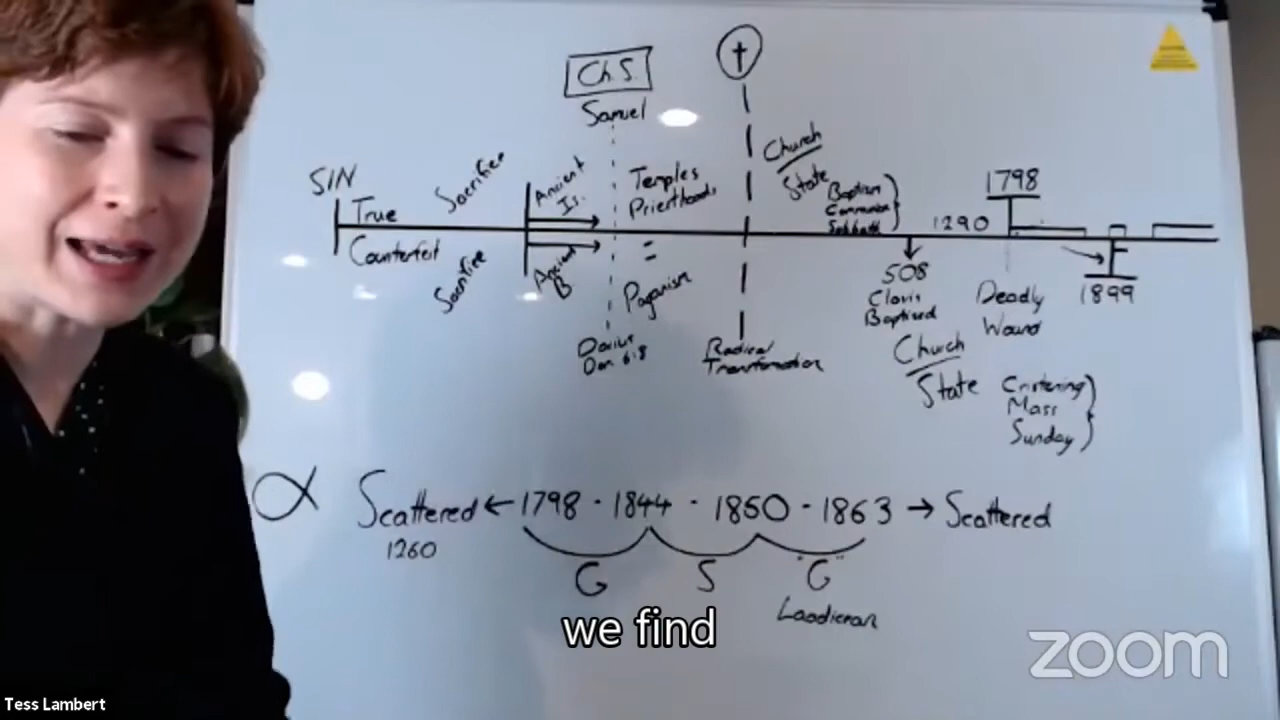 Ch.S.
Samuel
SIN
True
Counterfeit
Sacrifice
Sacrifice
Ancient
Is.
Ancient
B
Temples
Priesthoods
=
Paganism
Darius
Dan 6:8
Radical
Transformation
Church
State
Baptism
Communion
Sabbath
1290
1798
508
Clovis
Baptised
Deadly
Wound
1899
Church
State
Cristening
Mass
Sunday
α Scattered ← 1798 - 1844 - 1850 - 1863 → Scattered
1260
G S "G"
Laodicean
we find
zoom
Tess Lambert